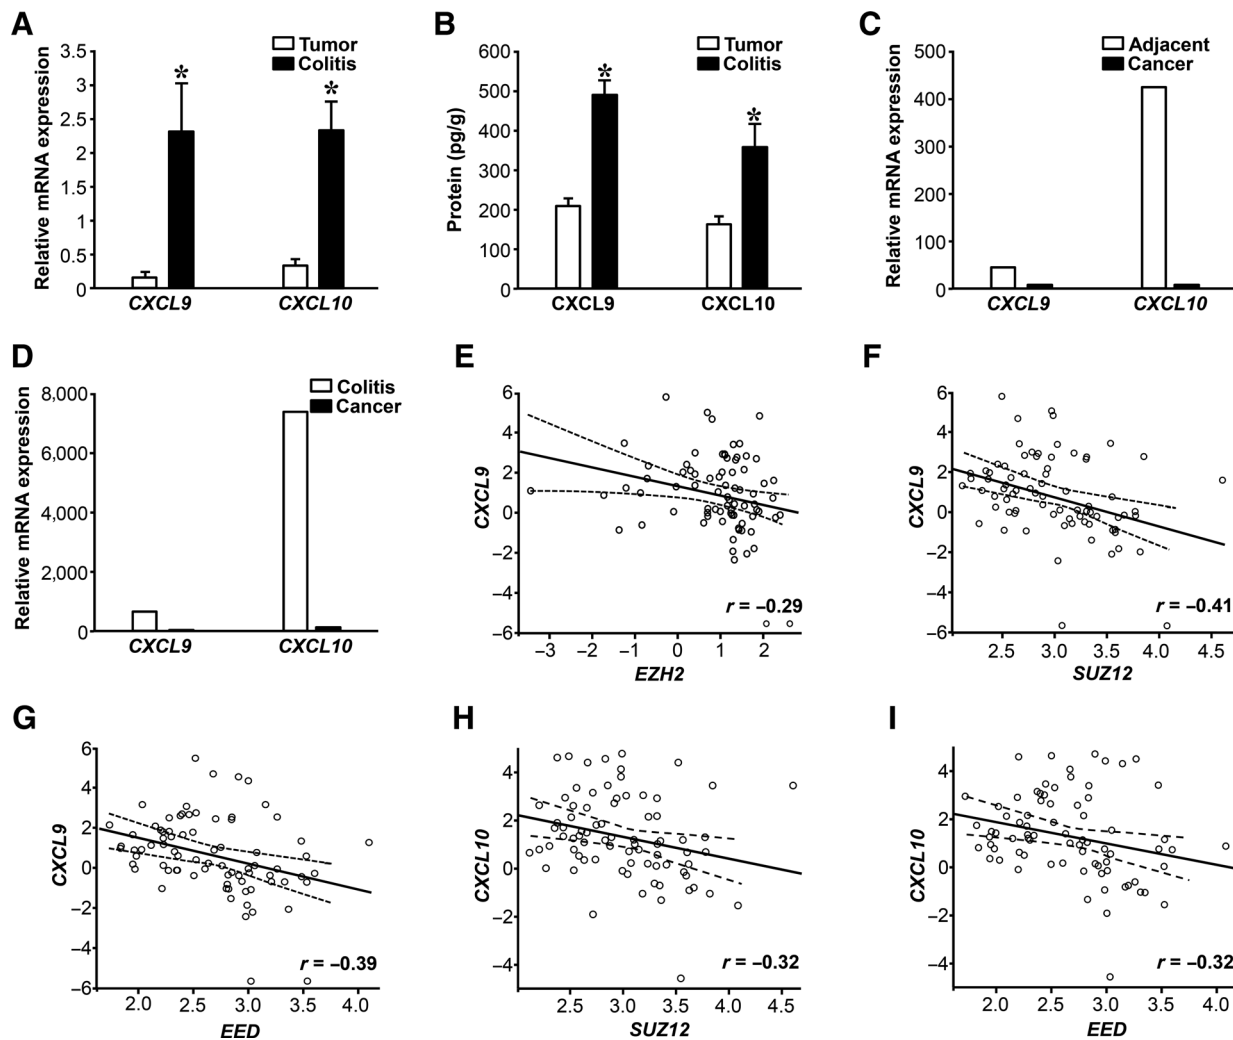 A
Relative mRNA expression
3.5
3
2.5
2
1.5
1
0.5
0
Tumor
Colitis
*
*
CXCL9
CXCL10
B
Protein (pg/g)
600
500
400
300
200
100
0
Tumor
Colitis
*
*
CXCL9
CXCL10
C
Relative mRNA expression
500
400
300
200
100
0
Adjacent
Cancer
CXCL9
CXCL10
D
Relative mRNA expression
8,000
6,000
4,000
2,000
0
Colitis
Cancer
CXCL9
CXCL10
E
CXCL9
6
4
2
0
−2
−4
−6
r = −0.29
−3 −2 −1 0 1 2
EZH2
F
CXCL9
6
4
2
0
−2
−4
−6
r = −0.41
2.5 3.0 3.5 4.0 4.5
SUZ12
G
CXCL9
6
4
2
0
−2
−4
−6
r = −0.39
2.0 2.5 3.0 3.5 4.0
EED
H
CXCL10
4
2
0
−2
−4
r = −0.32
2.5 3.0 3.5 4.0 4.5
SUZ12
I
CXCL10
4
2
0
−2
−4
r = −0.32
2.0 2.5 3.0 3.5 4.0
EED